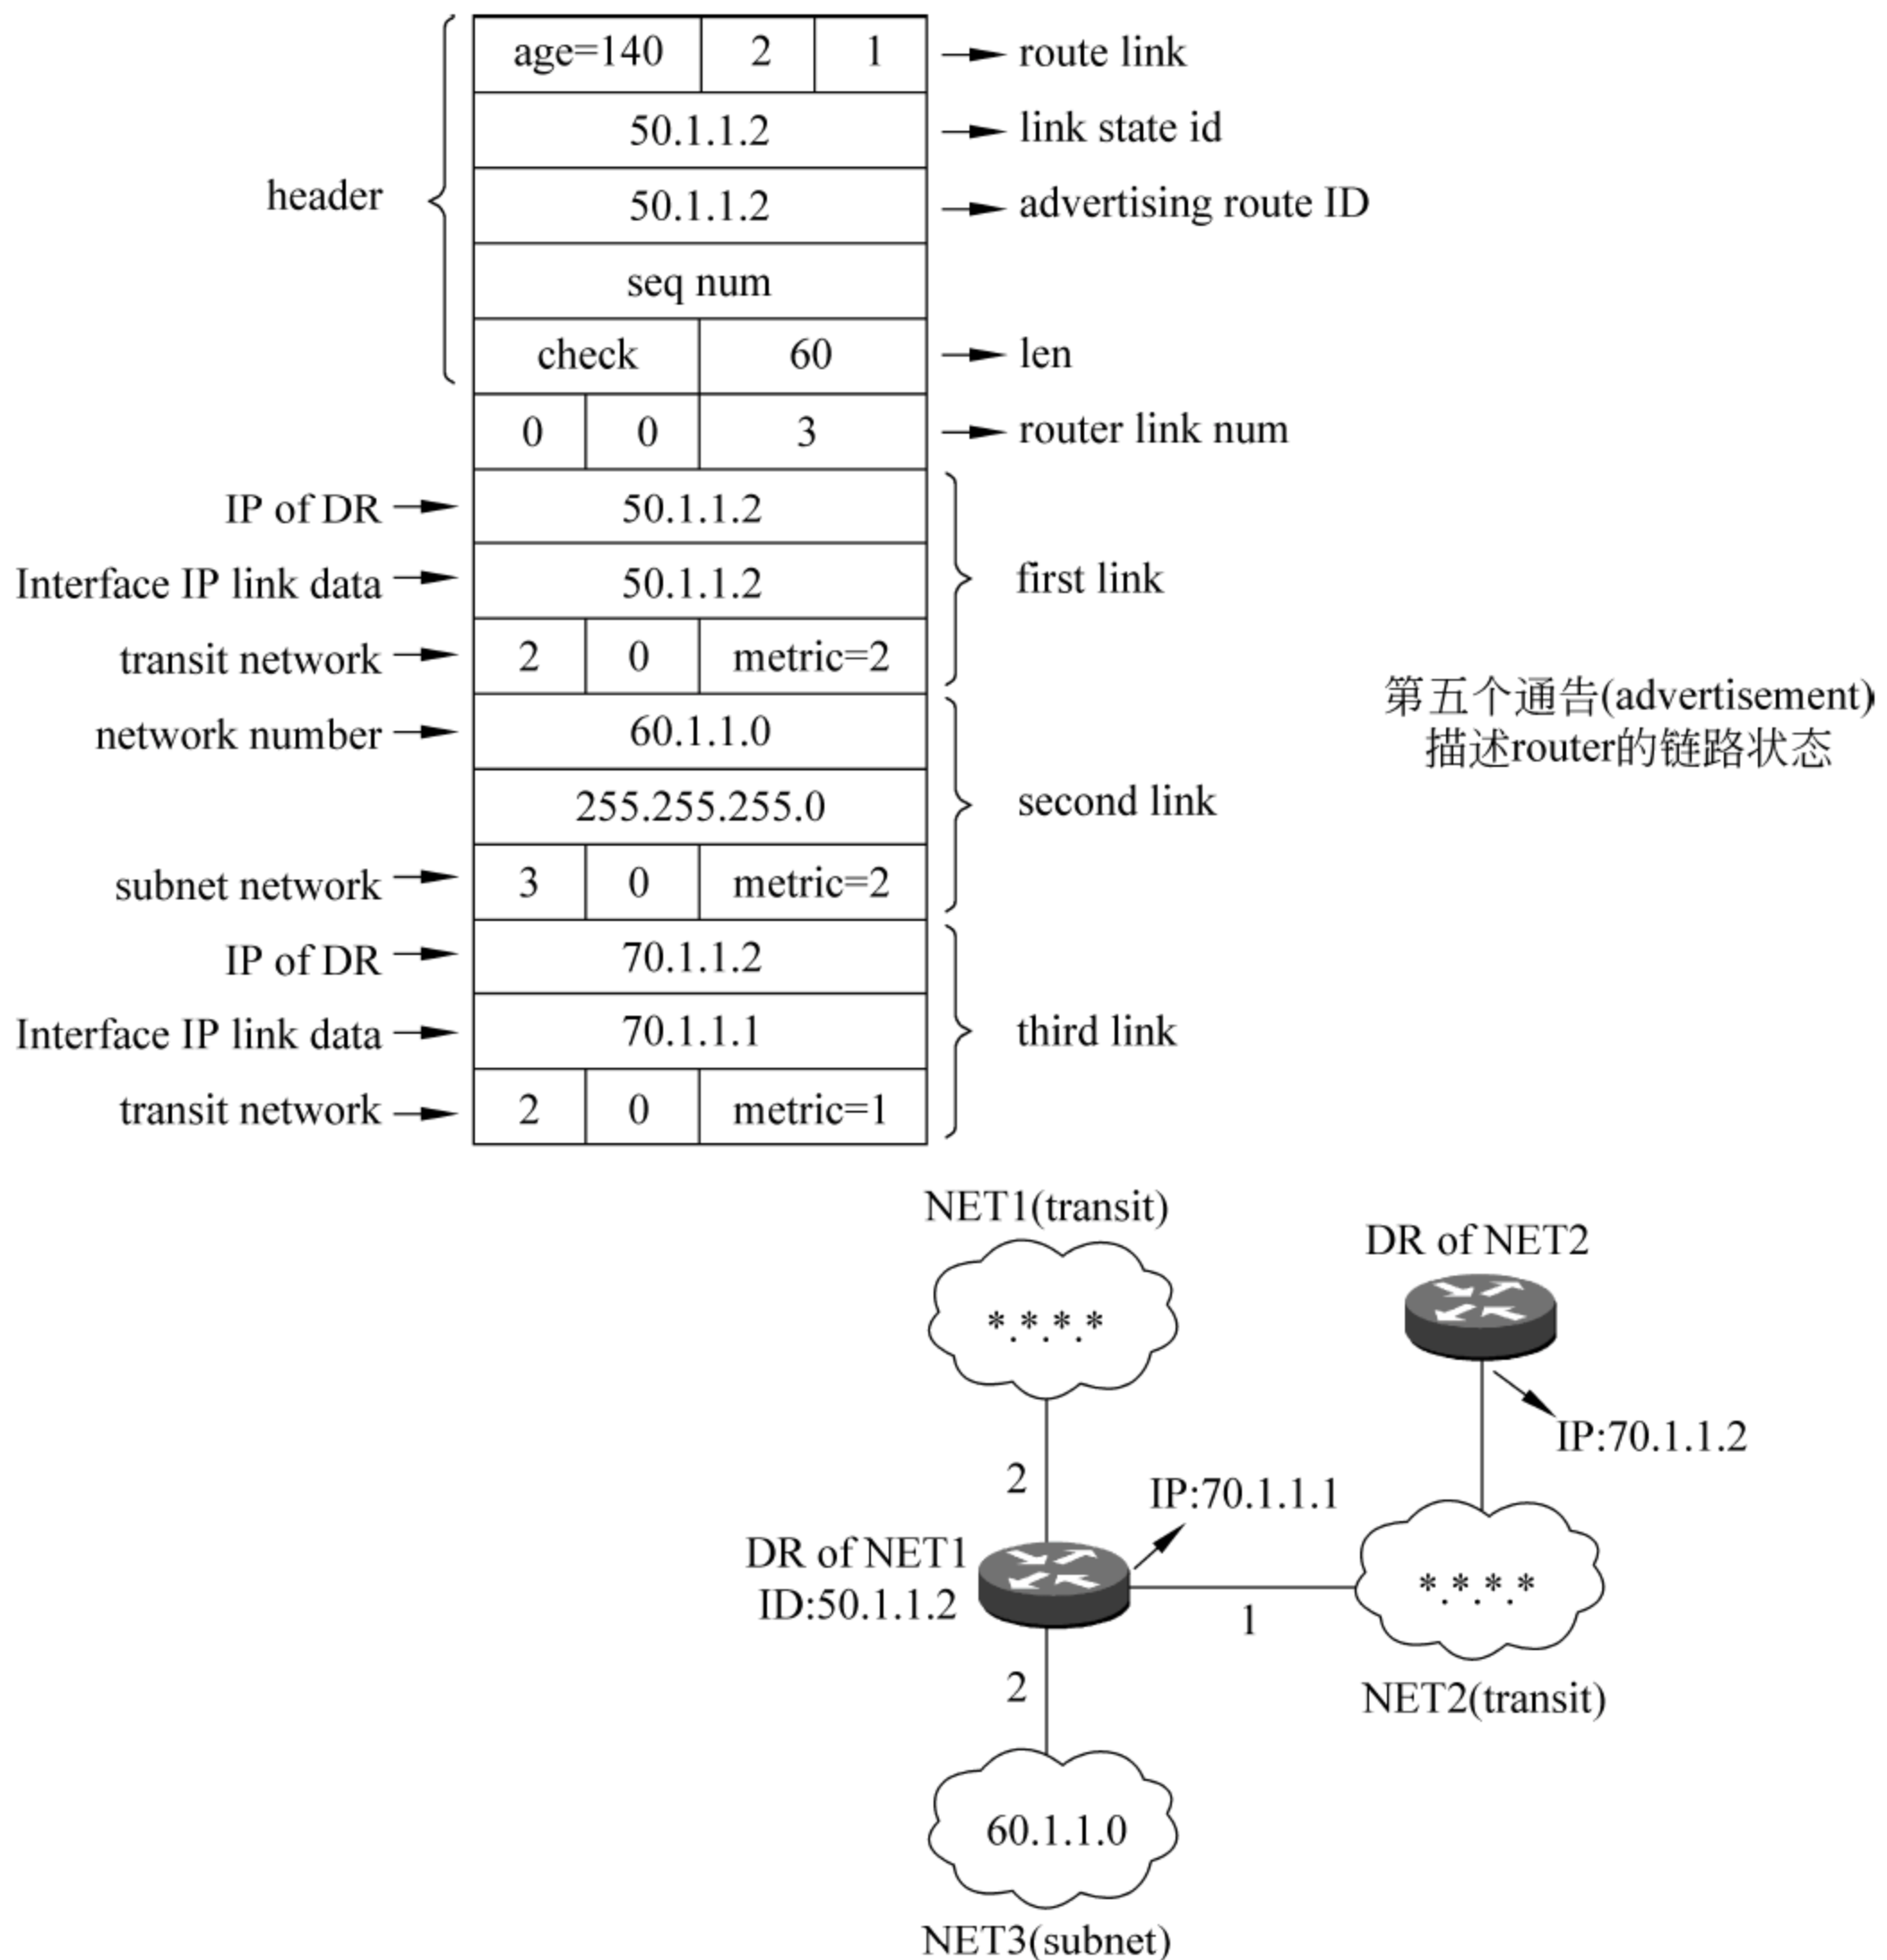 age=140 2 1 route link
50.1.1.2 link state id
header 50.1.1.2 advertising route ID
seq num
check 60 len
0 0 3 router link num
IP of DR 50.1.1.2
Interface IP link data 50.1.1.2 first link
transit network 2 0 metric=2
network number 60.1.1.0
255.255.255.0 second link
subnet network 3 0 metric=2
IP of DR 70.1.1.2
Interface IP link data 70.1.1.1 third link
transit network 2 0 metric=1
第五个通告(advertisement)
描述router的链路状态
NET1(transit)
*.*.*.*
DR of NET2
IP:70.1.1.2
2
IP:70.1.1.1
DR of NET1
ID:50.1.1.2
1
*.*.*.*
NET2(transit)
2
60.1.1.0
NET3(subnet)